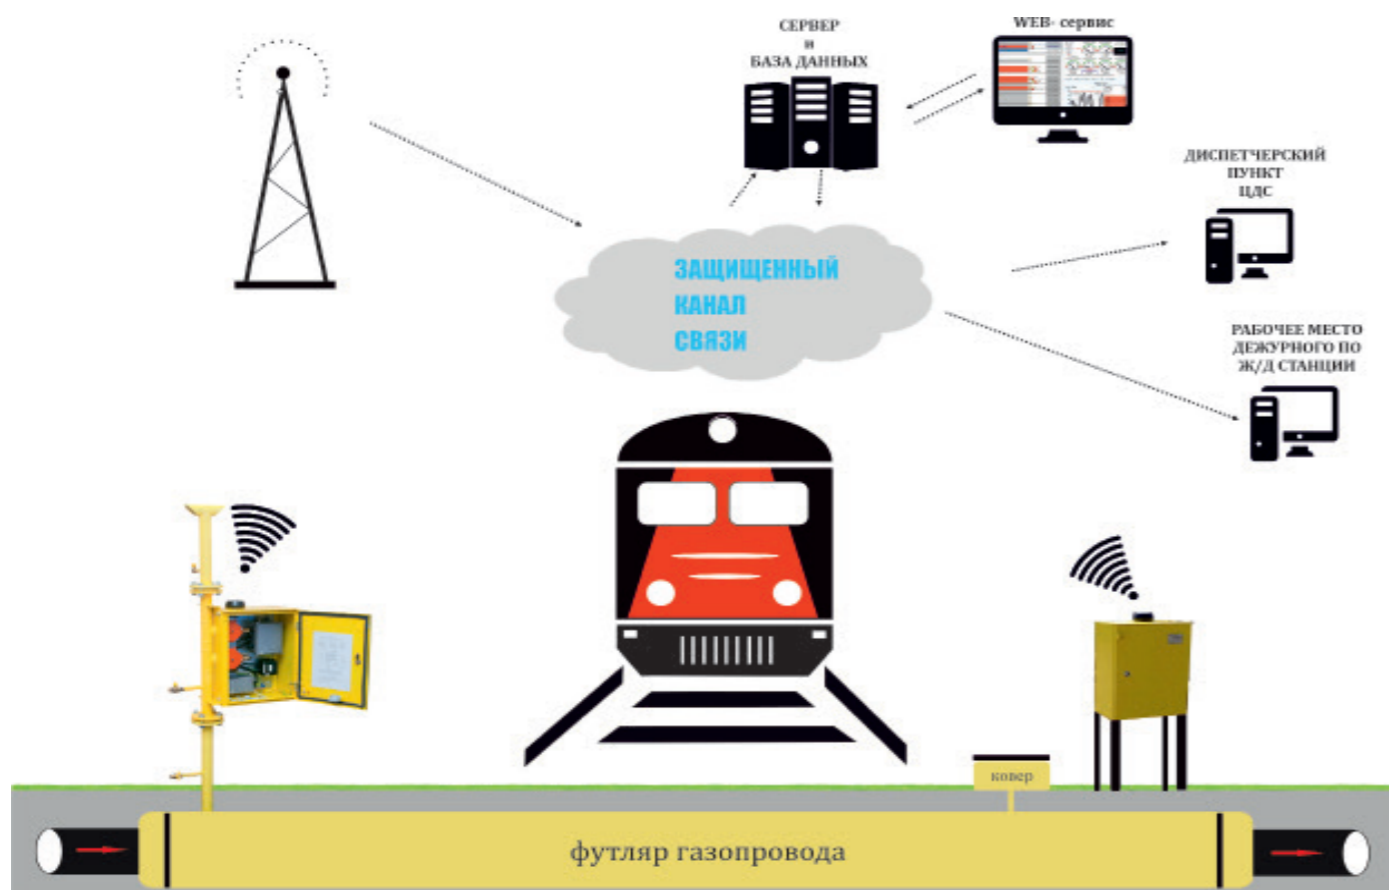 СЕРВЕР
и
БАЗА ДАННЫХ
WEB- сервис
ДИСПЕТЧЕРСКИЙ
ПУНКТ
ЦДС
ЗАЩИЩЕННЫЙ
КАНАЛ
СВЯЗИ
РАБОЧЕЕ МЕСТО
ДЕЖУРНОГО ПО
Ж/Д СТАНЦИИ
ковер
футляр газопровода